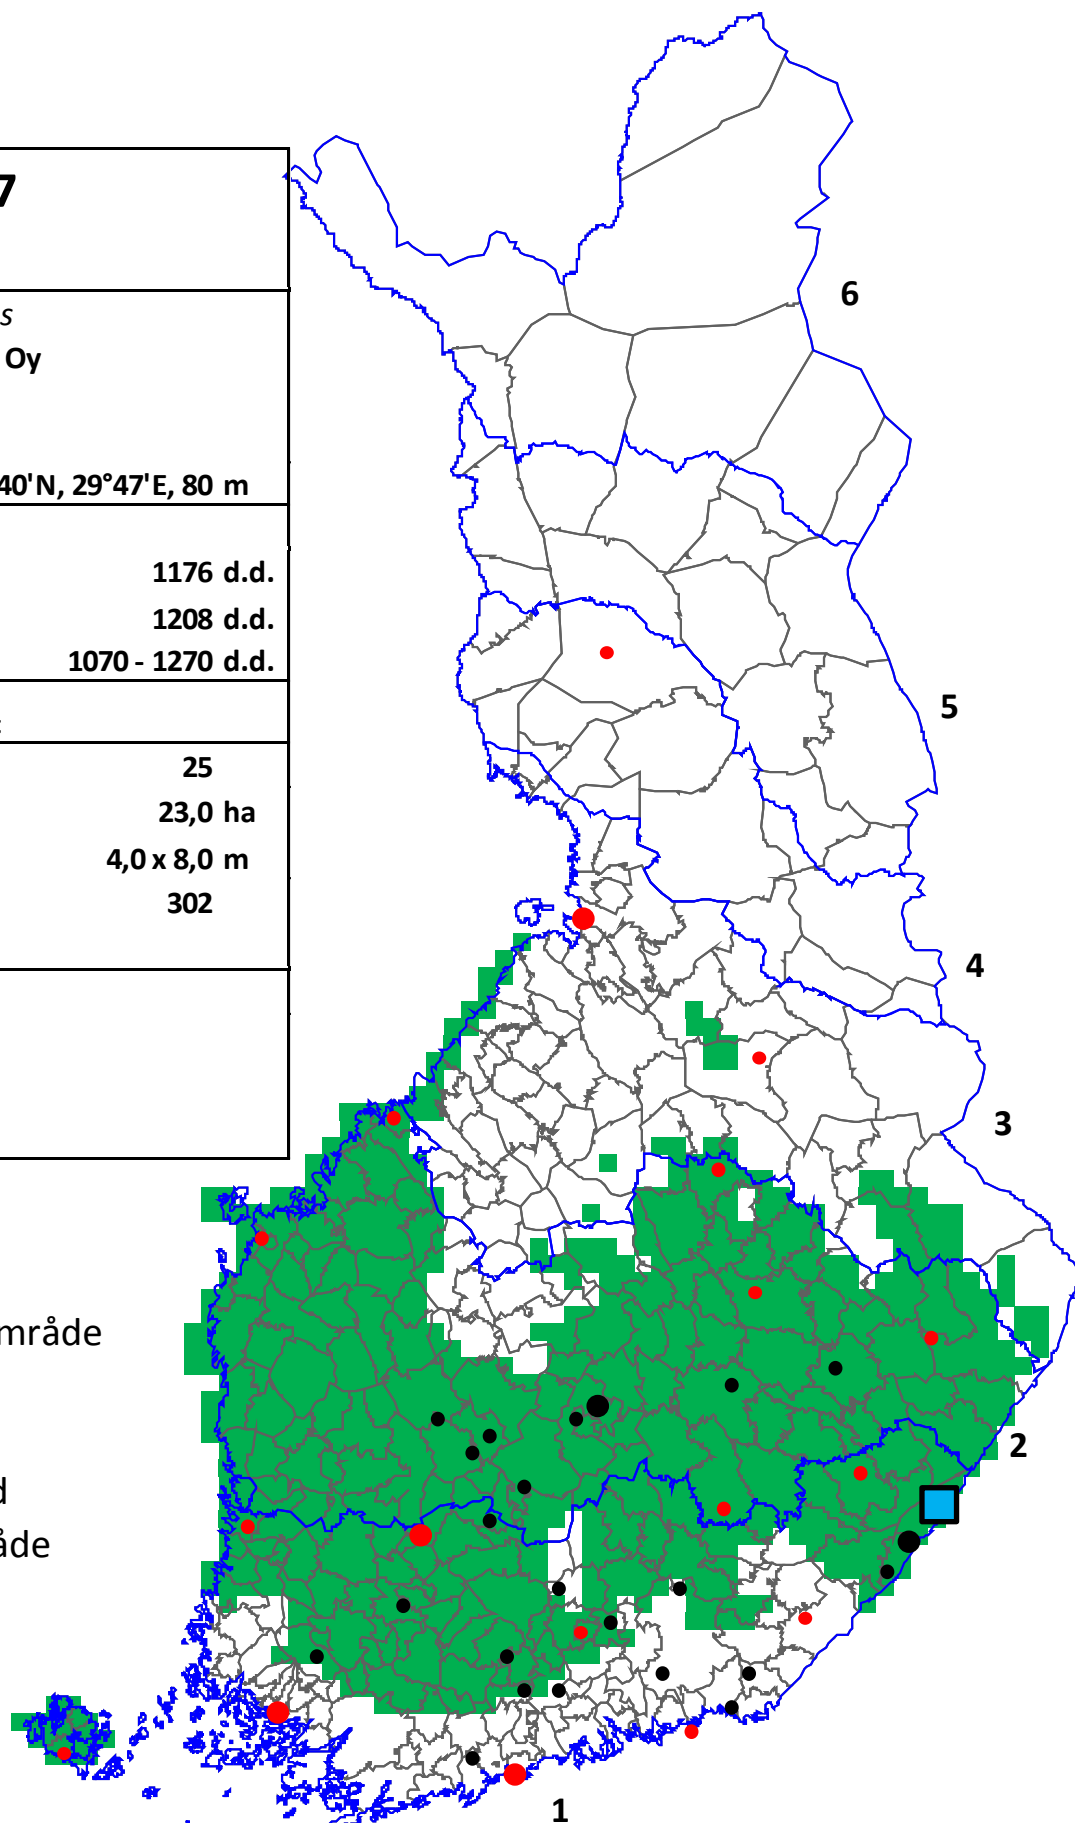 7
s
Oy
40'N, 29°47'E, 80 m
1176 d.d.
1208 d.d.
1070 - 1270 d.d.
25
23,0 ha
4,0 x 8,0 m
302
område
d
åde
6
5
4
3
2
1